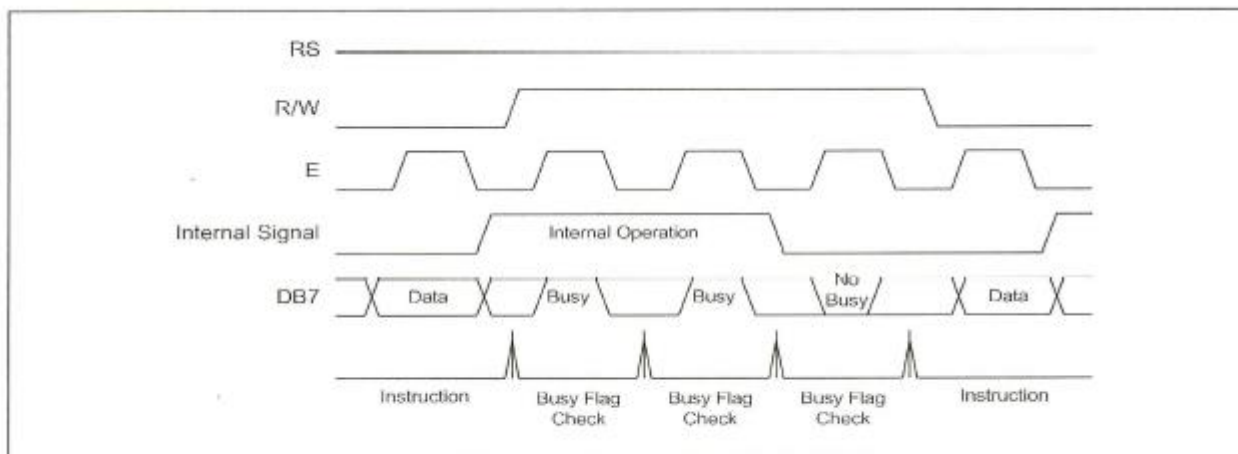 RS
R/W
E
Internal Signal
Internal Operation
DB7
Data
Busy
Busy
No
Busy
Data
Instruction
Busy Flag
Check
Busy Flag
Check
Busy Flag
Check
Instruction